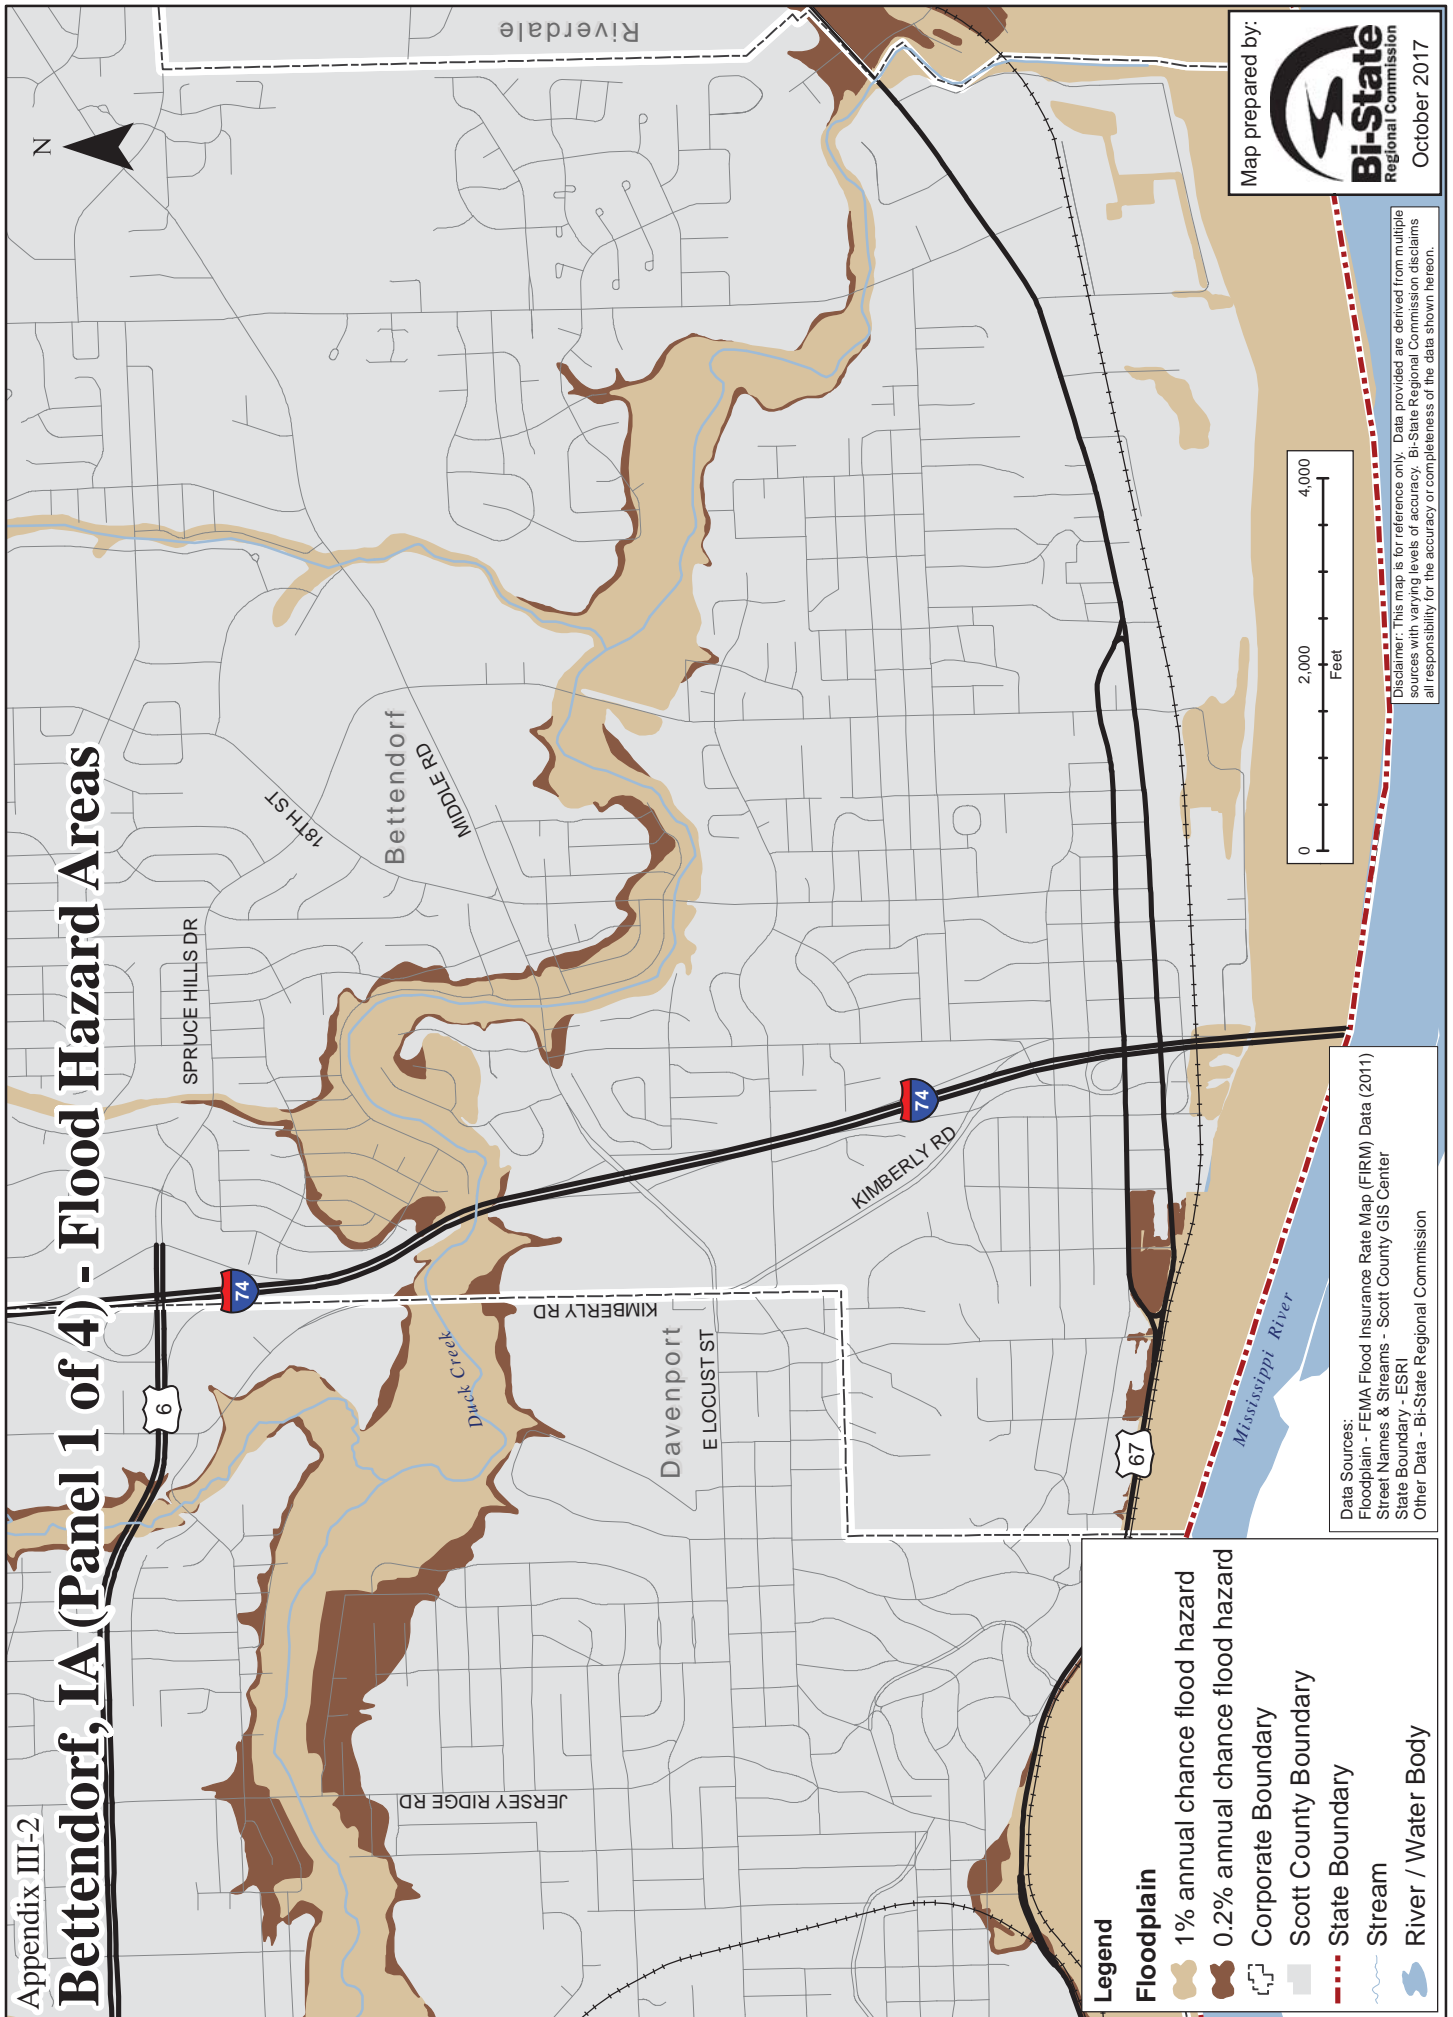 Appendix III-2
Bettendorf, IA (Panel 1 of 4) - Flood Hazard Areas
N
Riverdale
6
74
SPRUCE HILLS DR
18TH ST
Bettendorf
MIDDLE RD
Duck Creek
KIMBERLY RD
JERSEY RIDGE RD
Davenport
E LOCUST ST
KIMBERLY RD
74
67
Mississippi River
Legend
Floodplain
1% annual chance flood hazard
0.2% annual chance flood hazard
Corporate Boundary
Scott County Boundary
State Boundary
Stream
River / Water Body
Data Sources:
Floodplain - FEMA Flood Insurance Rate Map (FIRM) Data (2011)
Street Names & Streams - Scott County GIS Center
State Boundary - ESRI
Other Data - Bi-State Regional Commission
0 2,000 4,000
Feet
Disclaimer: This map is for reference only. Data provided are derived from multiple
sources with varying levels of accuracy. Bi-State Regional Commission disclaims
all responsibility for the accuracy or completeness of the data shown hereon.
Map prepared by:
Bi-State
Regional Commission
October 2017